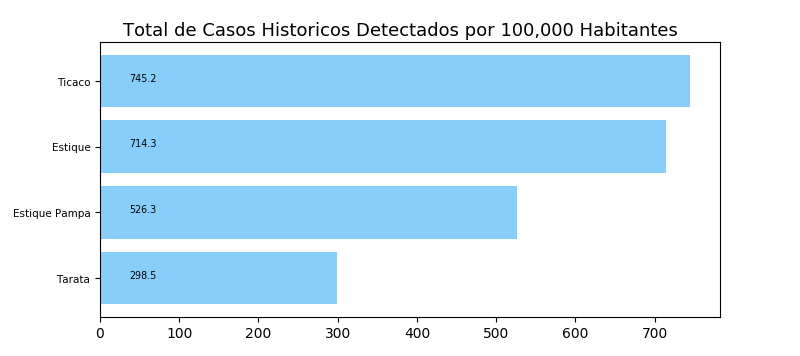 Total de Casos Historicos Detectados por 100,000 Habitantes
Ticaco
745.2
Estique
714.3
Estique Pampa
526.3
Tarata
298.5
0 100 200 300 400 500 600 700